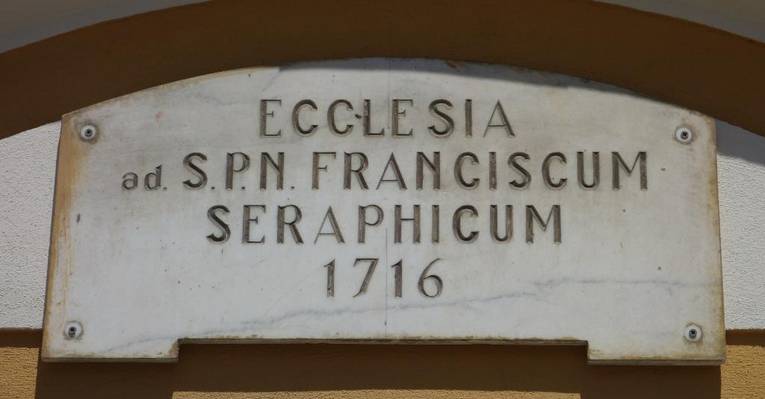 ECCLESIA
ad. S.P.N. FRANCISCUM
SERAPHICUM
1716